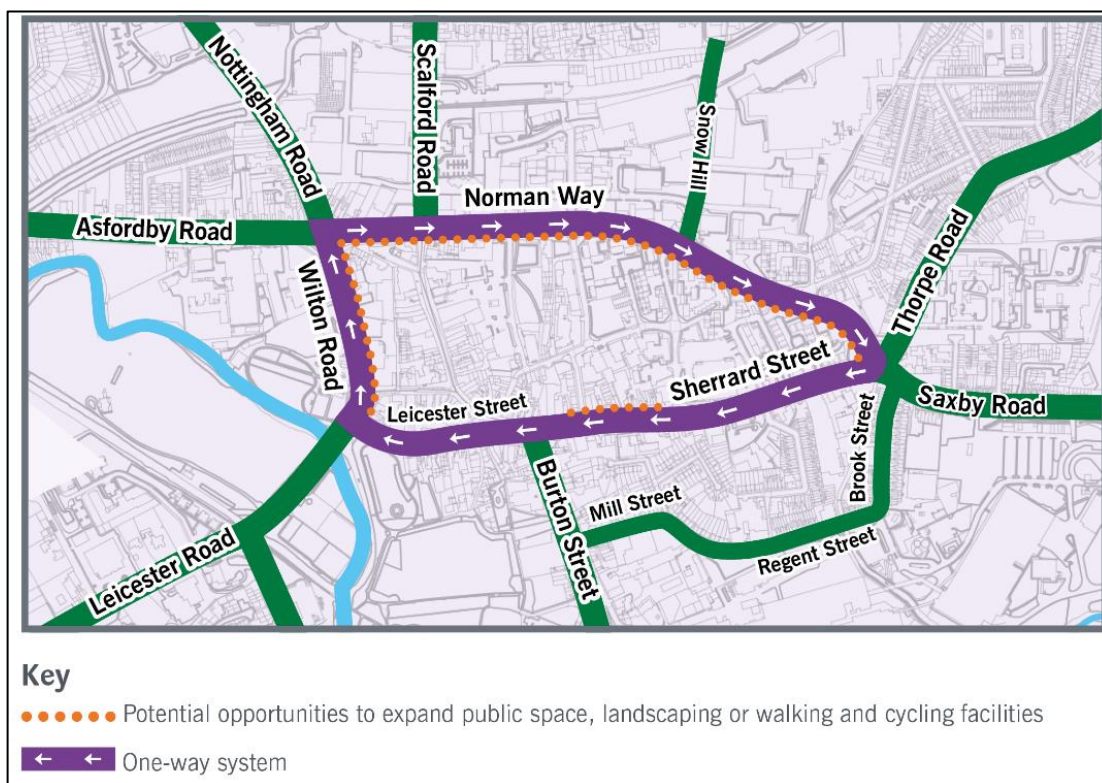 Nottingham Road
Scalford Road
Snow Hill
Norman Way
Asfordby Road
Thorpe Road
Wilton Road
Sherrard Street
Leicester Street
Saxby Road
Brook Street
Burton Street
Mill Street
Regent Street
Leicester Road
Key
Potential opportunities to expand public space, landscaping or walking and cycling facilities
One-way system